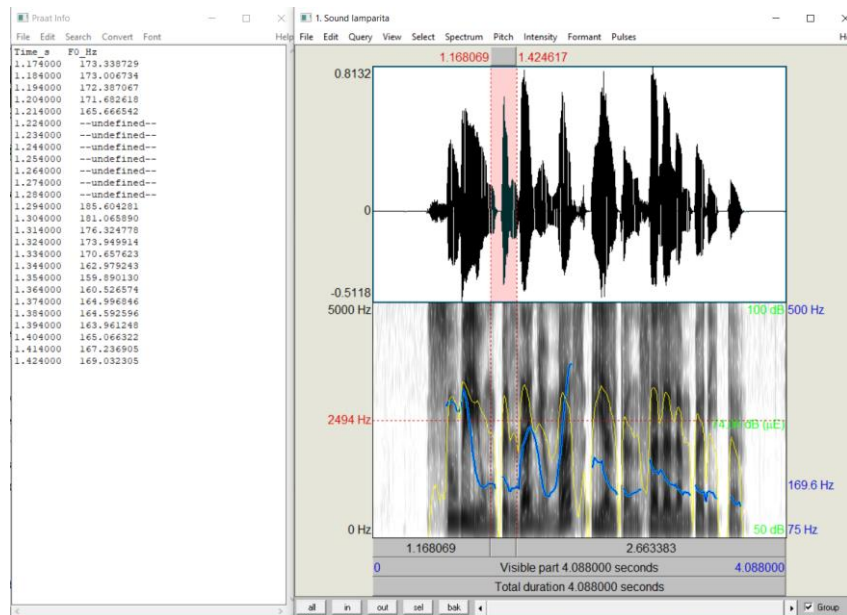 Praat Info
File Edit Search Convert Font Help
Time_s F0_Hz
1.174000 173.338729
1.184000 173.006734
1.194000 172.387067
1.204000 171.682618
1.214000 165.666542
1.224000 --undefined--
1.234000 --undefined--
1.244000 --undefined--
1.254000 --undefined--
1.264000 --undefined--
1.274000 --undefined--
1.284000 --undefined--
1.294000 185.604281
1.304000 181.065890
1.314000 176.324778
1.324000 173.949914
1.334000 170.657623
1.344000 162.979243
1.354000 159.890130
1.364000 160.526574
1.374000 164.996846
1.384000 164.592596
1.394000 163.961248
1.404000 165.066322
1.414000 167.236905
1.424000 169.032305
1. Sound lamparita
File Edit Query View Select Spectrum Pitch Intensity Formant Pulses
1.168069 1.424617
0.8132
0
-0.5118
5000 Hz 100 dB 500 Hz
2494 Hz dB (µE)
169.6 Hz
0 Hz 50 dB 75 Hz
1.168069 2.663383
0 Visible part 4.088000 seconds 4.088000
Total duration 4.088000 seconds
all in out sel bak Group